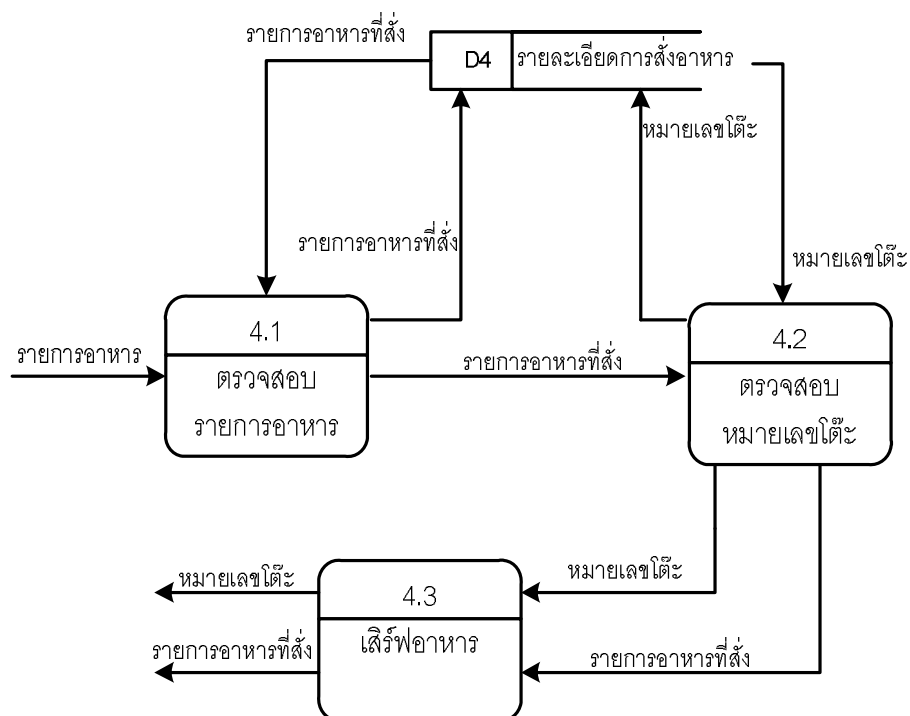 รายการอาหารที่สั่ง
D4
รายละเอียดการสั่งอาหาร
หมายเลขโต๊ะ
รายการอาหารที่สั่ง
หมายเลขโต๊ะ
4.1
4.2
รายการอาหาร
รายการอาหารที่สั่ง
ตรวจสอบ
รายการอาหาร
ตรวจสอบ
หมายเลขโต๊ะ
หมายเลขโต๊ะ
4.3
หมายเลขโต๊ะ
รายการอาหารที่สั่ง
เสิร์ฟอาหาร
รายการอาหารที่สั่ง